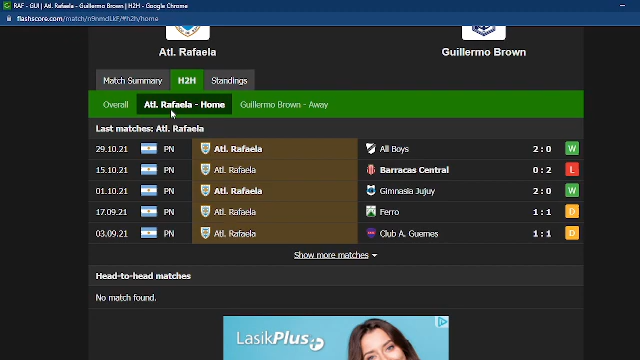 RAF - GUI | Atl. Rafaela - Guillermo Brown | H2H - Google Chrome
flashscore.com/match/n9nmdLkF/#h2h/home
Atl. Rafaela Guillermo Brown
Match Summary H2H Standings
Overall Atl. Rafaela - Home Guillermo Brown - Away
Last matches: Atl. Rafaela
29.10.21 PN Atl. Rafaela All Boys 2 : 0 W
15.10.21 PN Atl. Rafaela Barracas Central 0 : 2 L
01.10.21 PN Atl. Rafaela Gimnasia Jujuy 2 : 0 W
17.09.21 PN Atl. Rafaela Ferro 1 : 1 D
03.09.21 PN Atl. Rafaela Club A. Guemes 1 : 1 D
Show more matches
Head-to-head matches
No match found.
LasikPlus